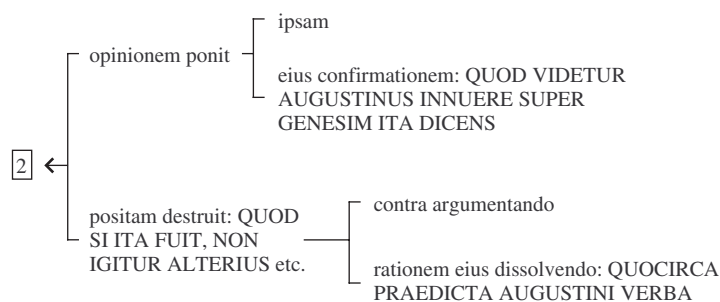 ipsam
opinionem ponit
eius confirmationem: QUOD VIDETUR
AUGUSTINUS INNUERE SUPER
GENESIM ITA DICENS
2
positam destruit: QUOD
SI ITA FUIT, NON
IGITUR ALTERIUS etc.
contra argumentando
rationem eius dissolvendo: QUOCIRCA
PRAEDICTA AUGUSTINI VERBA